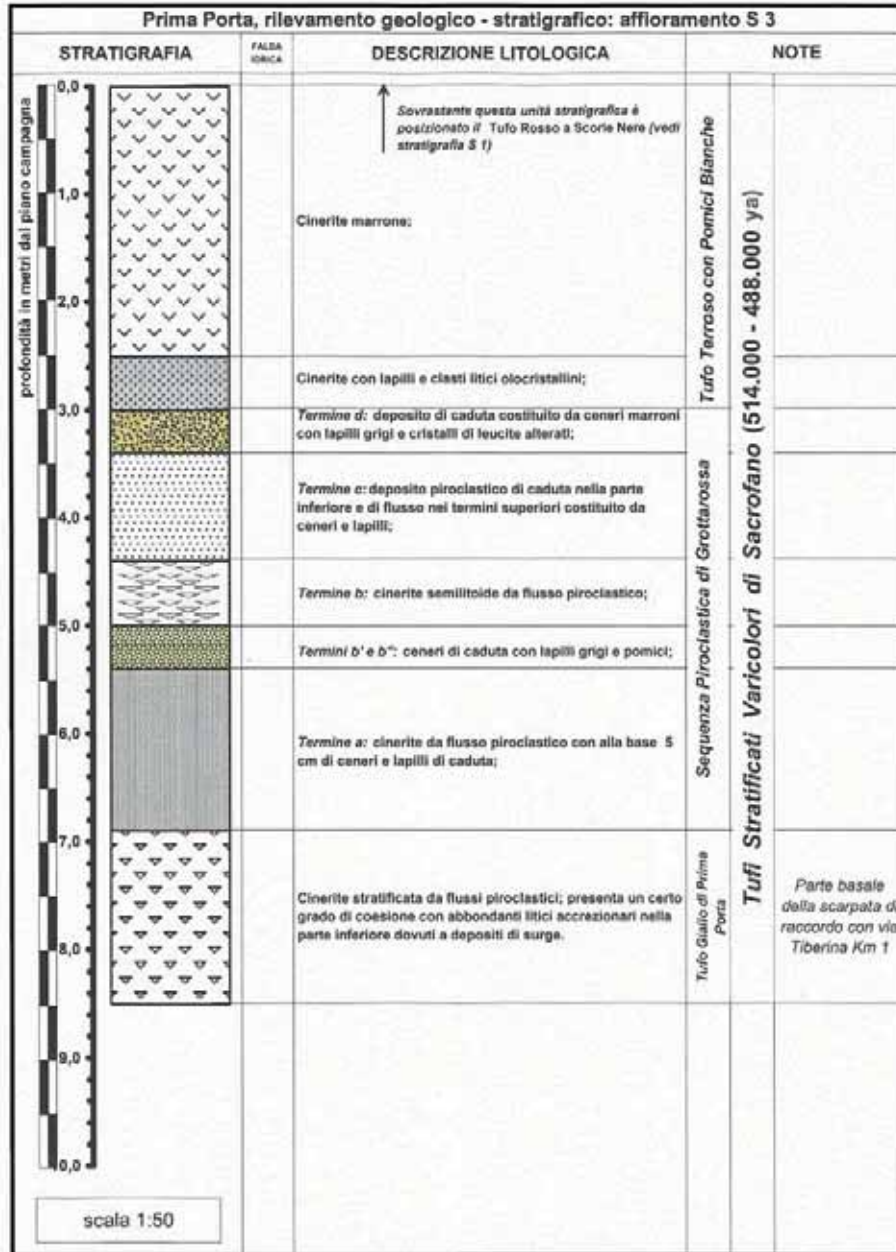 Prima Porta, rilevamento geologico - stratigrafico: affioramento S 3
STRATIGRAFIA
FALDA
IDRICA
DESCRIZIONE LITOLOGICA
NOTE
profondità in metri dal piano campagna
0,0
1,0
2,0
3,0
4,0
5,0
6,0
7,0
8,0
9,0
0,0
Sovrastante questa unità stratigrafica è
posizionato il Tufo Rosso a Scorie Nere (vedi
stratigrafia S 1)
Cinerite marrone;
Cinerite con lapilli e clasti litici olocristallini;
Termine d: deposito di caduta costituito da ceneri marroni
con lapilli grigi e cristalli di leucite alterati;
Termine c: deposito piroclastico di caduta nella parte
inferiore e di flusso nei termini superiori costituito da
ceneri e lapilli;
Termine b: cinerite semilitoide da flusso piroclastico;
Termini b' e b": ceneri di caduta con lapilli grigi e pomici;
Termine a: cinerite da flusso piroclastico con alla base 5
cm di ceneri e lapilli di caduta;
Cinerite stratificata da flussi piroclastici; presenta un certo
grado di coesione con abbondanti litici accrezionari nella
parte inferiore dovuti a depositi di surge.
Tufo Terroso con Pomici Bianche
Sequenza Piroclastica di Grottarossa
Tufo Giallo di Prima
Porta
Tufi Stratificati Varicolori di Sacrofano (514.000 - 488.000 ya)
Parte basale
della scarpata di
raccordo con via
Tiberina Km 1
scala 1:50